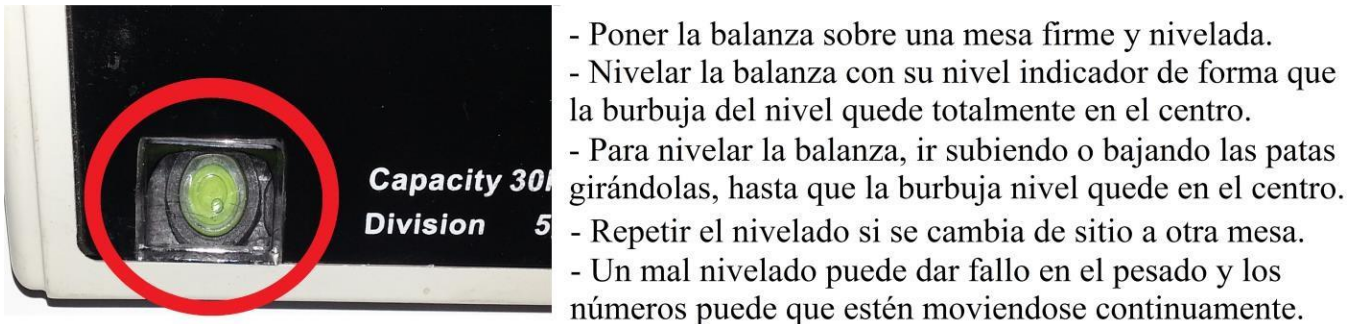 Capacity 30
Division 5
- Poner la balanza sobre una mesa firme y nivelada.
- Nivelar la balanza con su nivel indicador de forma que
la burbuja del nivel quede totalmente en el centro.
- Para nivelar la balanza, ir subiendo o bajando las patas
girándolas, hasta que la burbuja nivel quede en el centro.
- Repetir el nivelado si se cambia de sitio a otra mesa.
- Un mal nivelado puede dar fallo en el pesado y los
números puede que estén moviendose continuamente.